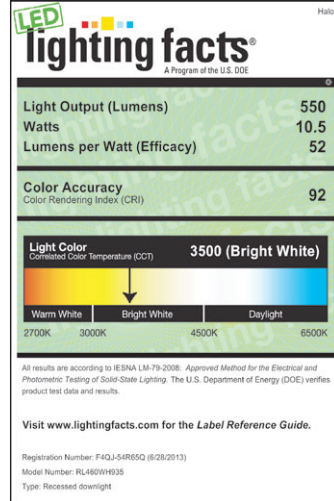 LED
Halo
lighting facts®
A Program of the U.S. DOE
Light Output (Lumens) 550
Watts 10.5
Lumens per Watt (Efficacy) 52
Color Accuracy
Color Rendering Index (CRI) 92
Light Color
Correlated Color Temperature (CCT) 3500 (Bright White)
Warm White Bright White Daylight
2700K 3000K 4500K 6500K
All results are according to IESNA LM-79-2008: Approved Method for the Electrical and
Photometric Testing of Solid-State Lighting. The U.S. Department of Energy (DOE) verifies
product test data and results.
Visit www.lightingfacts.com for the Label Reference Guide.
Registration Number: F4QJ-54R65Q (6/28/2013)
Model Number: RL460WH935
Type: Recessed downlight